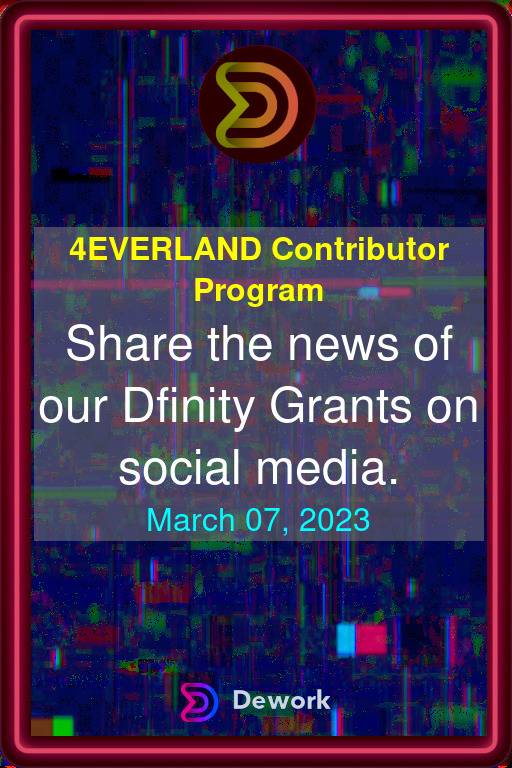 4EVERLAND Contributor
Program
Share the news of
our Dfinity Grants on
social media.
March 07, 2023
Dework